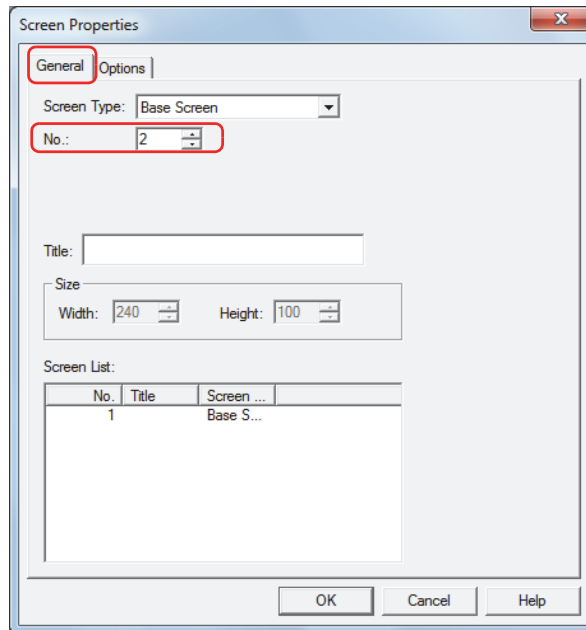 Screen Properties
General Options
Screen Type: Base Screen
No.: 2
Title:
Size
Width: 240 Height: 100
Screen List:
No. Title Screen ...
1 Base S...
OK Cancel Help